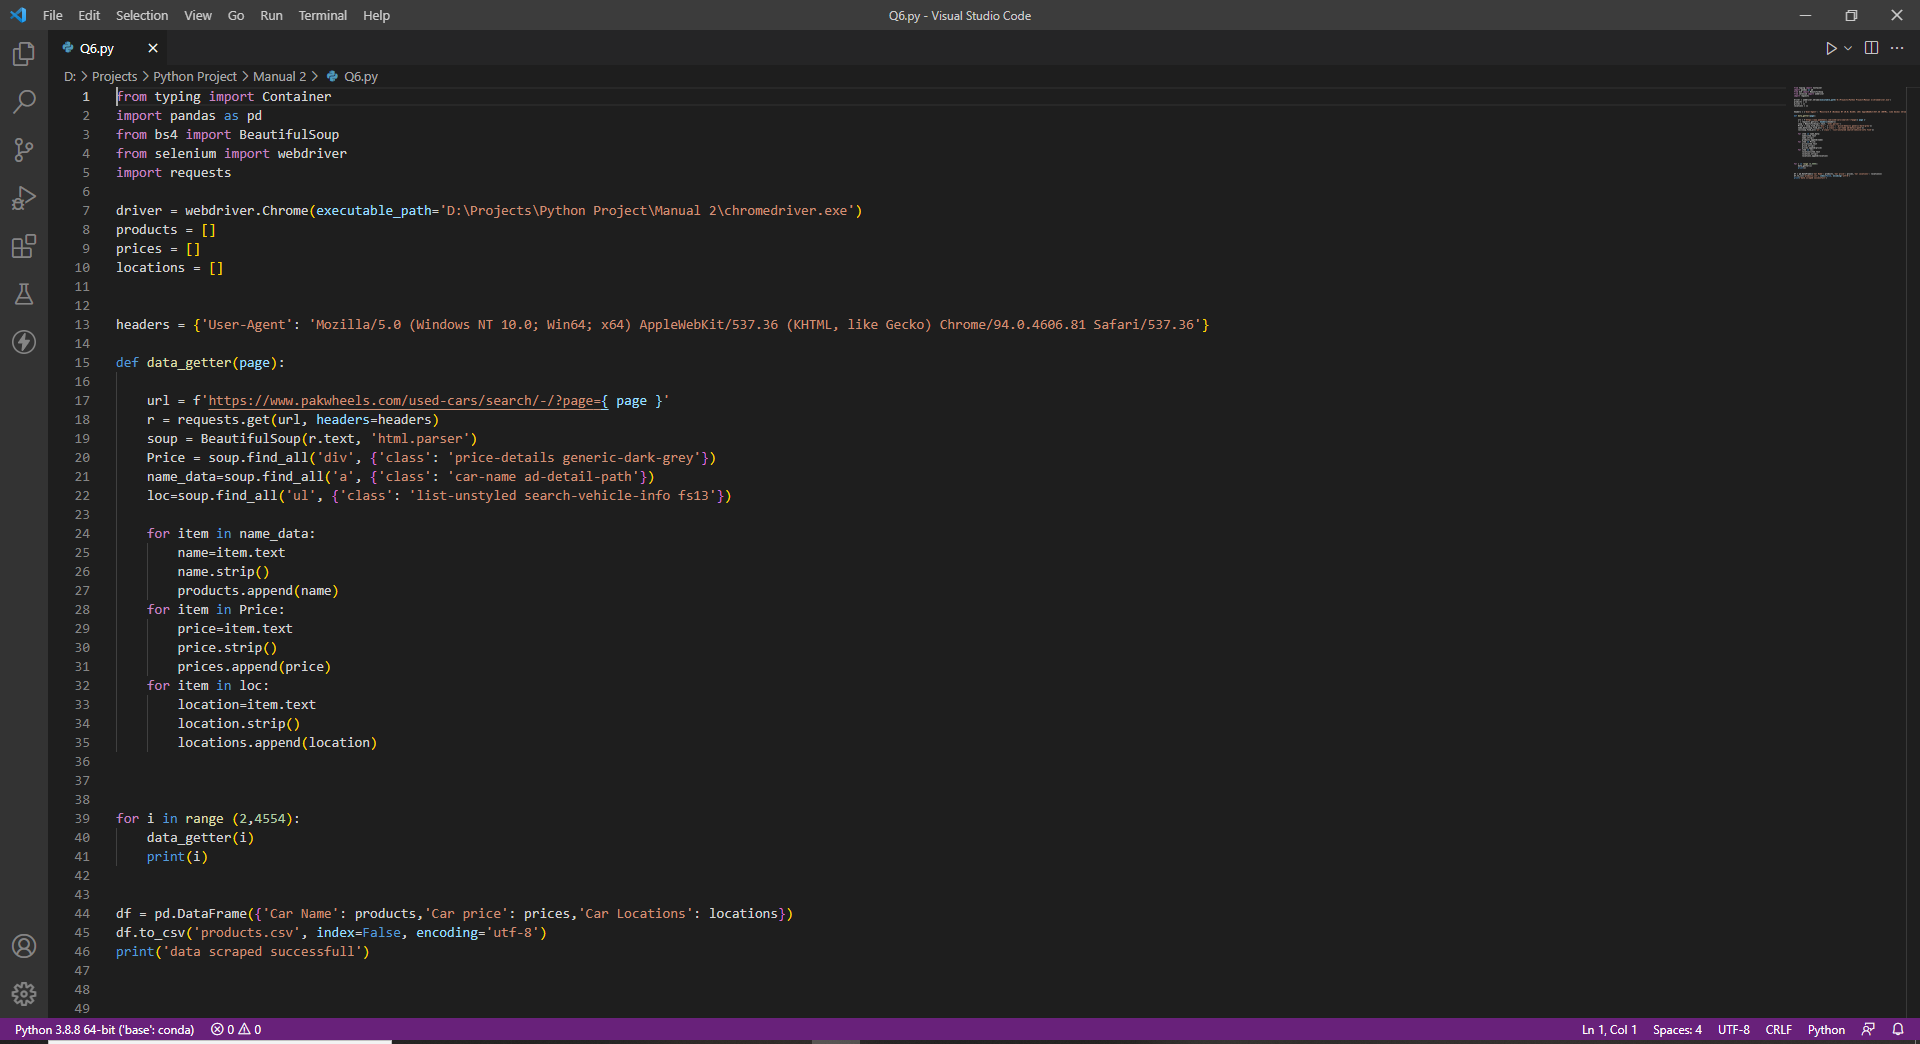 File Edit Selection View Go Run Terminal Help Q6.py - Visual Studio Code
Q6.py
D: > Projects > Python Project > Manual 2 > Q6.py
1 from typing import Container
2 import pandas as pd
3 from bs4 import BeautifulSoup
4 from selenium import webdriver
5 import requests
6
7 driver = webdriver.Chrome(executable_path='D:\Projects\Python Project\Manual 2\chromedriver.exe')
8 products = []
9 prices = []
10 locations = []
11
12
13 headers = {'User-Agent': 'Mozilla/5.0 (Windows NT 10.0; Win64; x64) AppleWebKit/537.36 (KHTML, like Gecko) Chrome/94.0.4606.81 Safari/537.36'}
14
15 def data_getter(page):
16
17     url = f'https://www.pakwheels.com/used-cars/search/-/?page={ page }'
18     r = requests.get(url, headers=headers)
19     soup = BeautifulSoup(r.text, 'html.parser')
20     Price = soup.find_all('div', {'class': 'price-details generic-dark-grey'})
21     name_data=soup.find_all('a', {'class': 'car-name ad-detail-path'})
22     loc=soup.find_all('ul', {'class': 'list-unstyled search-vehicle-info fs13'})
23
24     for item in name_data:
25         name=item.text
26         name.strip()
27         products.append(name)
28     for item in Price:
29         price=item.text
30         price.strip()
31         prices.append(price)
32     for item in loc:
33         location=item.text
34         location.strip()
35         locations.append(location)
36
37
38
39 for i in range (2,4554):
40     data_getter(i)
41     print(i)
42
43
44 df = pd.DataFrame({'Car Name': products,'Car price': prices,'Car Locations': locations})
45 df.to_csv('products.csv', index=False, encoding='utf-8')
46 print('data scraped successfull')
47
48
49
Python 3.8.8 64-bit ('base': conda) 0 0 Ln 1, Col 1 Spaces: 4 UTF-8 CRLF Python